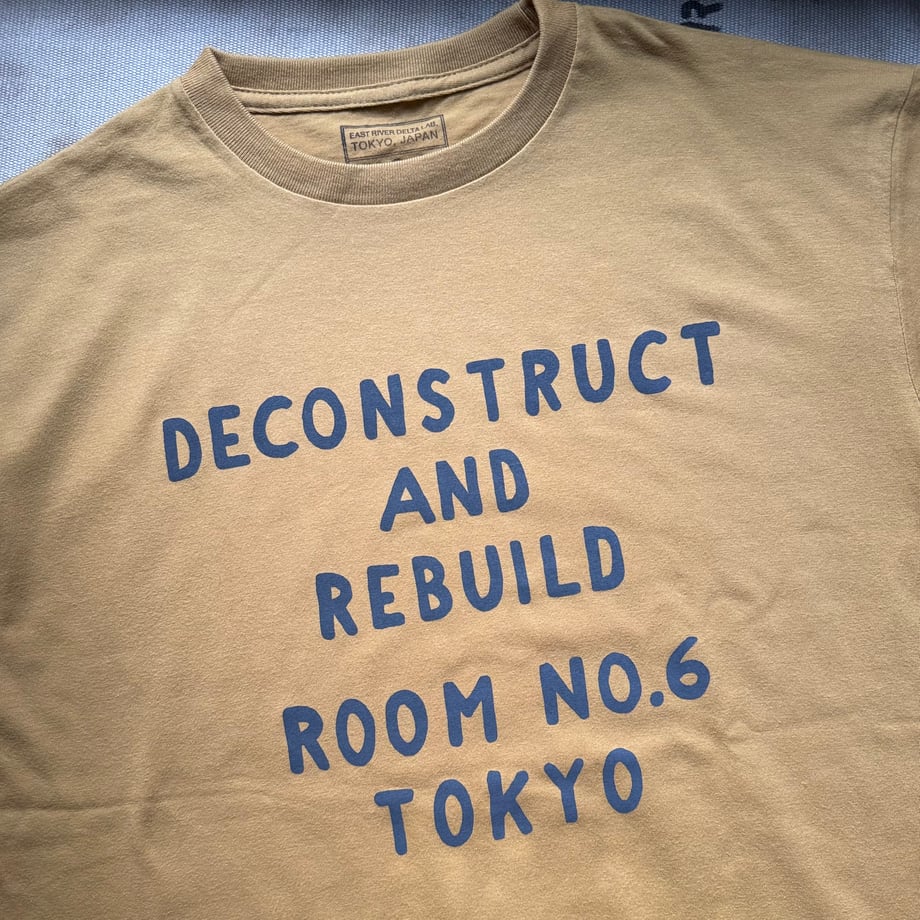 EAST RIVER DELTA LAB.
TOKYO, JAPAN
DECONSTRUCT
AND
REBUILD
ROOM NO.6
TOKYO